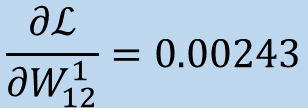 ∂ℒ/∂W¹₁₂ = 0.00243